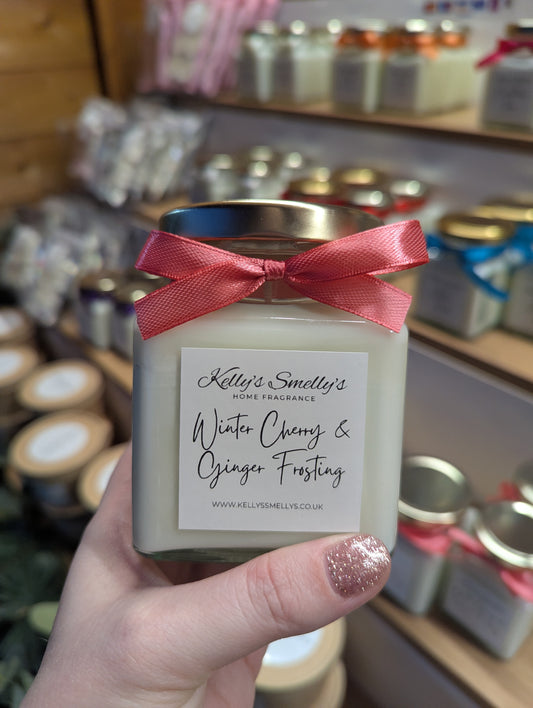 Kelly's Smelly's
HOME FRAGRANCE
Winter Cherry &
Ginger Frosting
WWW.KELLYSSMELLYS.CO.UK